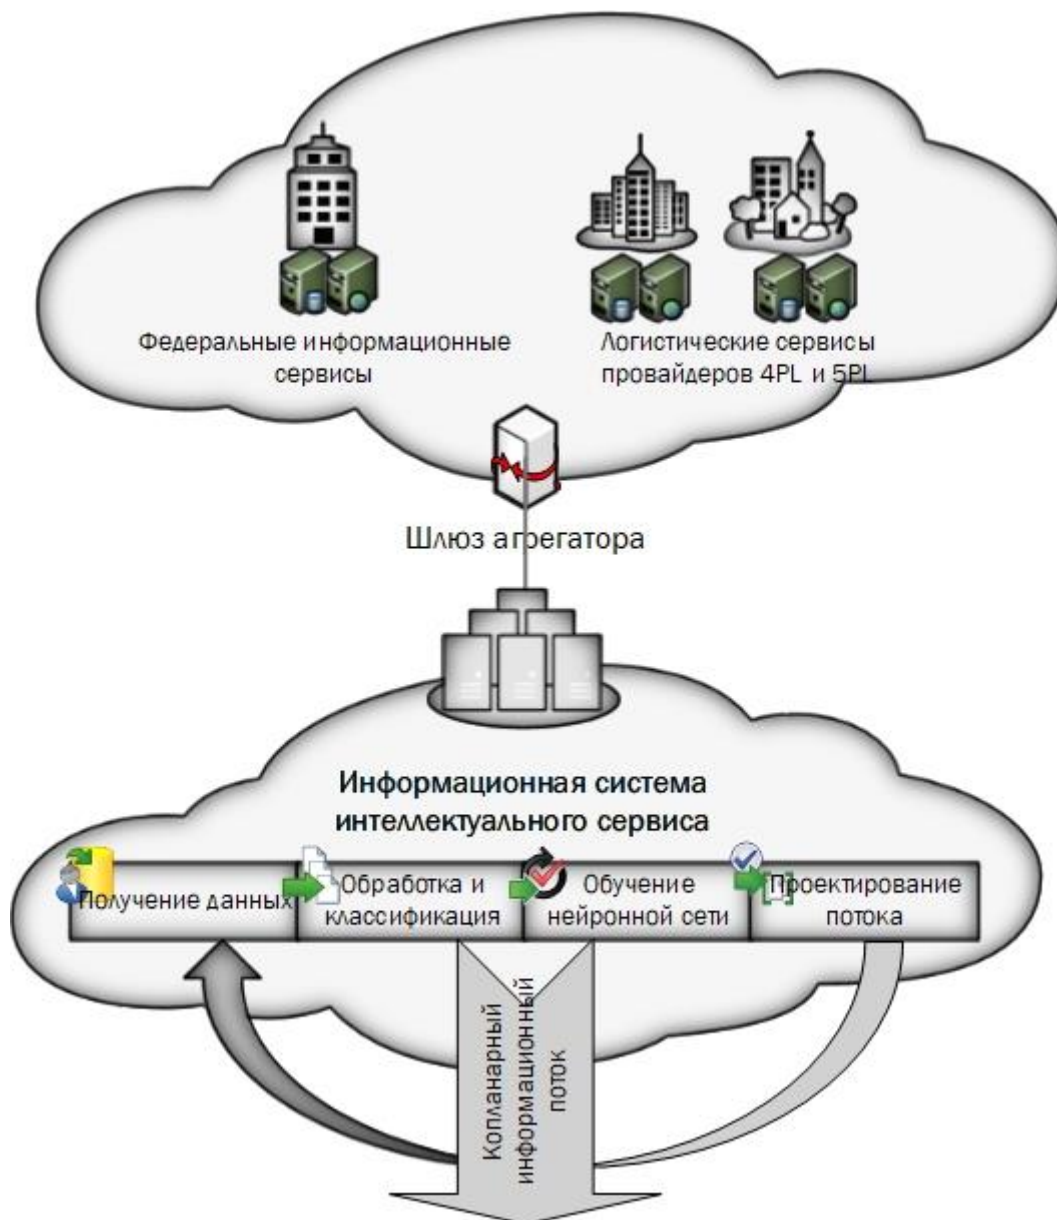 Федеральные информационные
сервисы
Логистические сервисы
провайдеров 4PL и 5PL
Шлюз агрегатора
Информационная система
интеллектуального сервиса
Получение данных
Обработка и
классификация
Обучение
нейронной сети
Проектирование
потока
Копланарный
информационный
поток